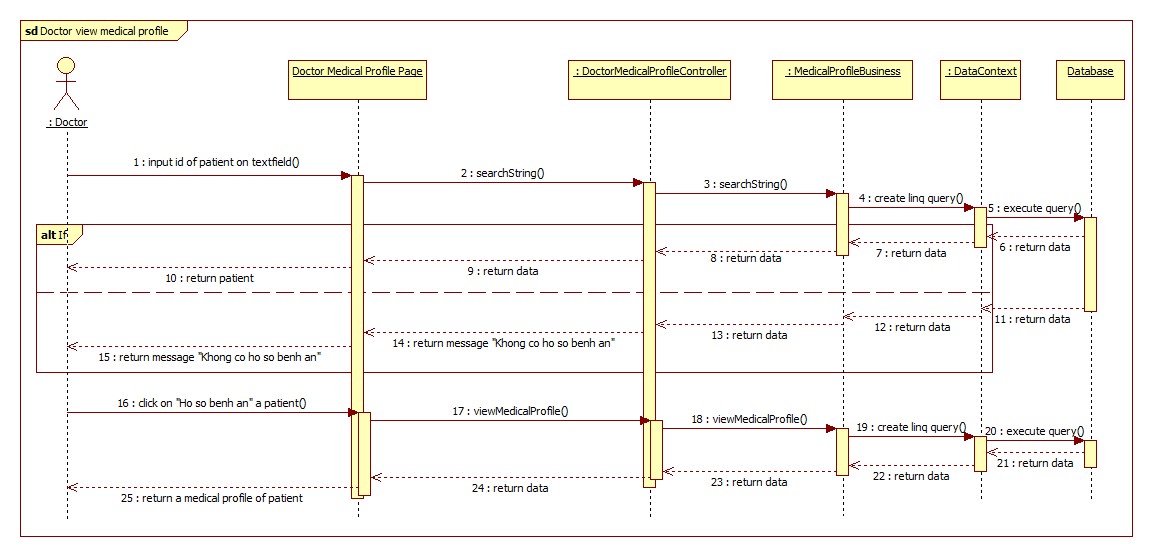 sd Doctor view medical profile
Doctor Medical Profile Page
: DoctorMedicalProfileController
: MedicalProfileBusiness
: DataContext
Database
: Doctor
1 : input id of patient on textfield()
2 : searchString()
3 : searchString()
4 : create linq query()
5 : execute query()
alt If
6 : return data
7 : return data
8 : return data
9 : return data
10 : return patient
11 : return data
12 : return data
13 : return data
14 : return message "Khong co ho so benh an"
15 : return message "Khong co ho so benh an"
16 : click on "Ho so benh an" a patient()
17 : viewMedicalProfile()
18 : viewMedicalProfile()
19 : create linq query()
20 : execute query()
21 : return data
22 : return data
23 : return data
24 : return data
25 : return a medical profile of patient